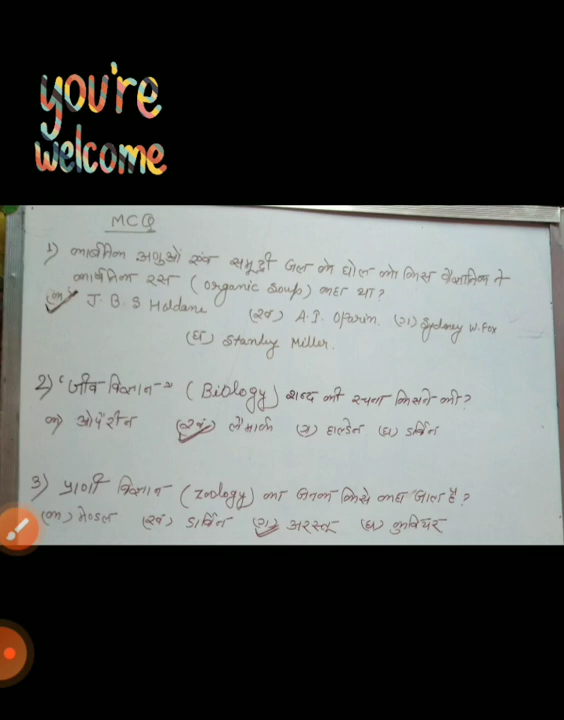 you're
welcome
MCQ
1) कार्बनिक अणुओं एवं समुद्री जल के घोल को किस वैज्ञानिक ने
कार्बनिक रस (Organic Soup) कहा था?
(क) J. B. S Haldane
(ख) A.I. Oparin (ग) Sydney W. Fox
(घ) Stanley Miller.
2) 'जीव विज्ञान' (Biology) शब्द की रचना किसने की?
क) ओपेरीन (ख) लैमार्क ग) हाल्डेन (घ) डार्विन
3) प्राणी विज्ञान (Zoology) का जनक किसे कहा जाता है?
(क) मेण्डल (ख) डार्विन (ग) अरस्तू (घ) कुवियर